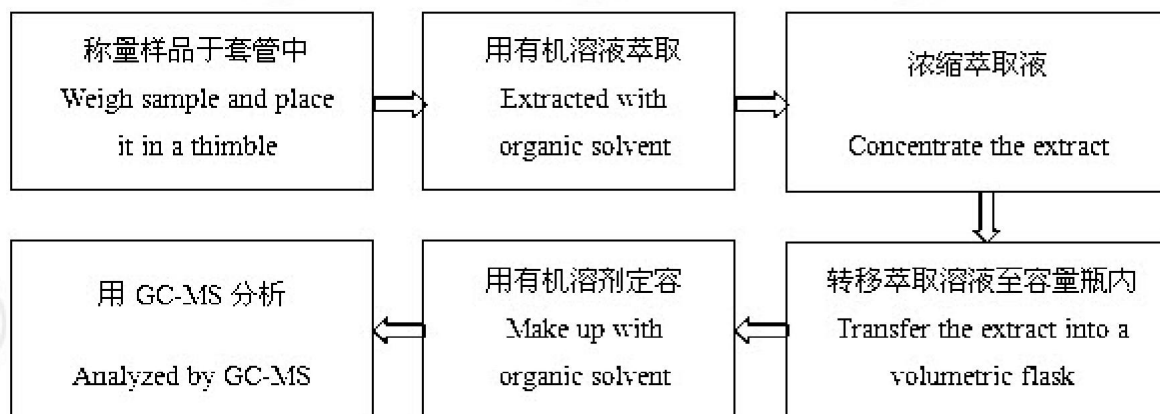 称量样品于套管中
Weigh sample and place
it in a thimble
用有机溶液萃取
Extracted with
organic solvent
浓缩萃取液
Concentrate the extract
转移萃取溶液至容量瓶内
Transfer the extract into a
volumetric flask
用有机溶剂定容
Make up with
organic solvent
用 GC-MS 分析
Analyzed by GC-MS